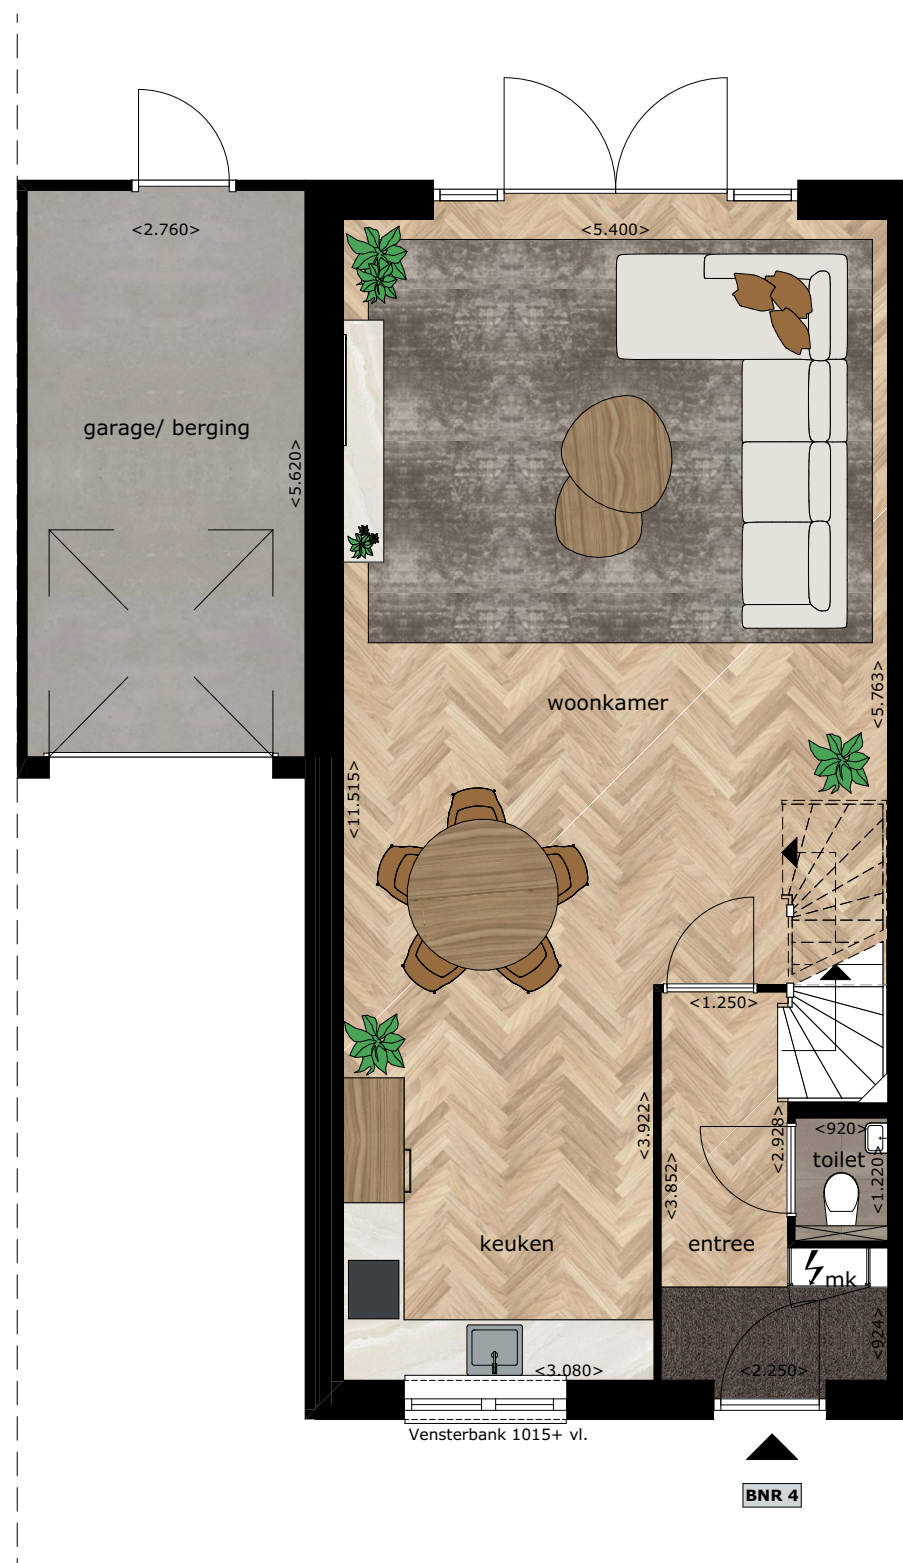 <2.760>
<5.400>
garage/ berging
<5.620>
woonkamer
<5.763>
<11.515>
<1.250>
<3.922>
<2.928>
<920>
toilet
<1.220>
<3.852>
keuken
entree
mk
<924>
<3.080>
<2.250>
Vensterbank 1015+ vl.
BNR 4